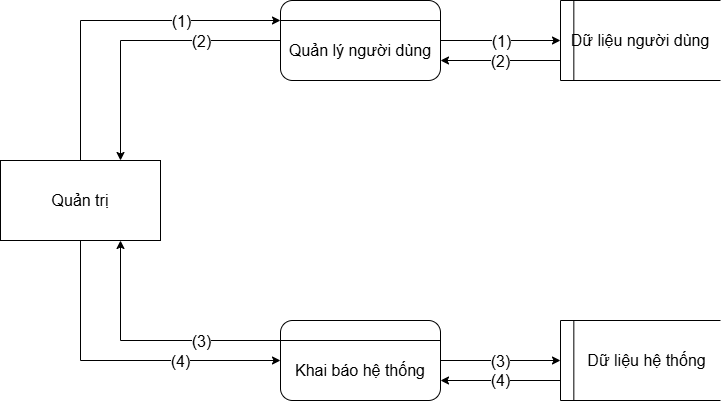 (1)
(2)
Quản lý người dùng
(1)
(2)
Dữ liệu người dùng
Quản trị
(3)
(4)
Khai báo hệ thống
(3)
(4)
Dữ liệu hệ thống